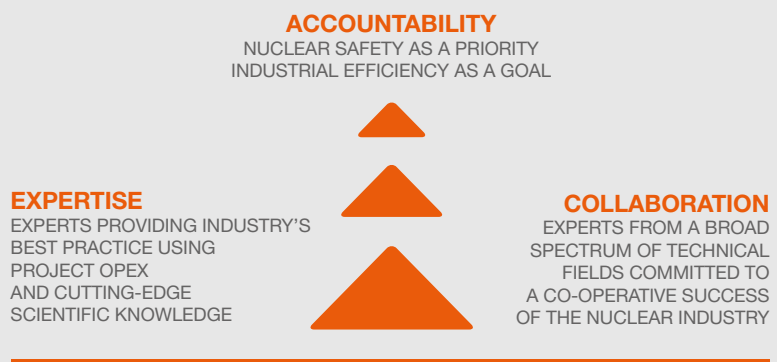 ACCOUNTABILITY
NUCLEAR SAFETY AS A PRIORITY
INDUSTRIAL EFFICIENCY AS A GOAL
EXPERTISE
EXPERTS PROVIDING INDUSTRY'S
BEST PRACTICE USING
PROJECT OPEX
AND CUTTING-EDGE
SCIENTIFIC KNOWLEDGE
COLLABORATION
EXPERTS FROM A BROAD
SPECTRUM OF TECHNICAL
FIELDS COMMITTED TO
A CO-OPERATIVE SUCCESS
OF THE NUCLEAR INDUSTRY